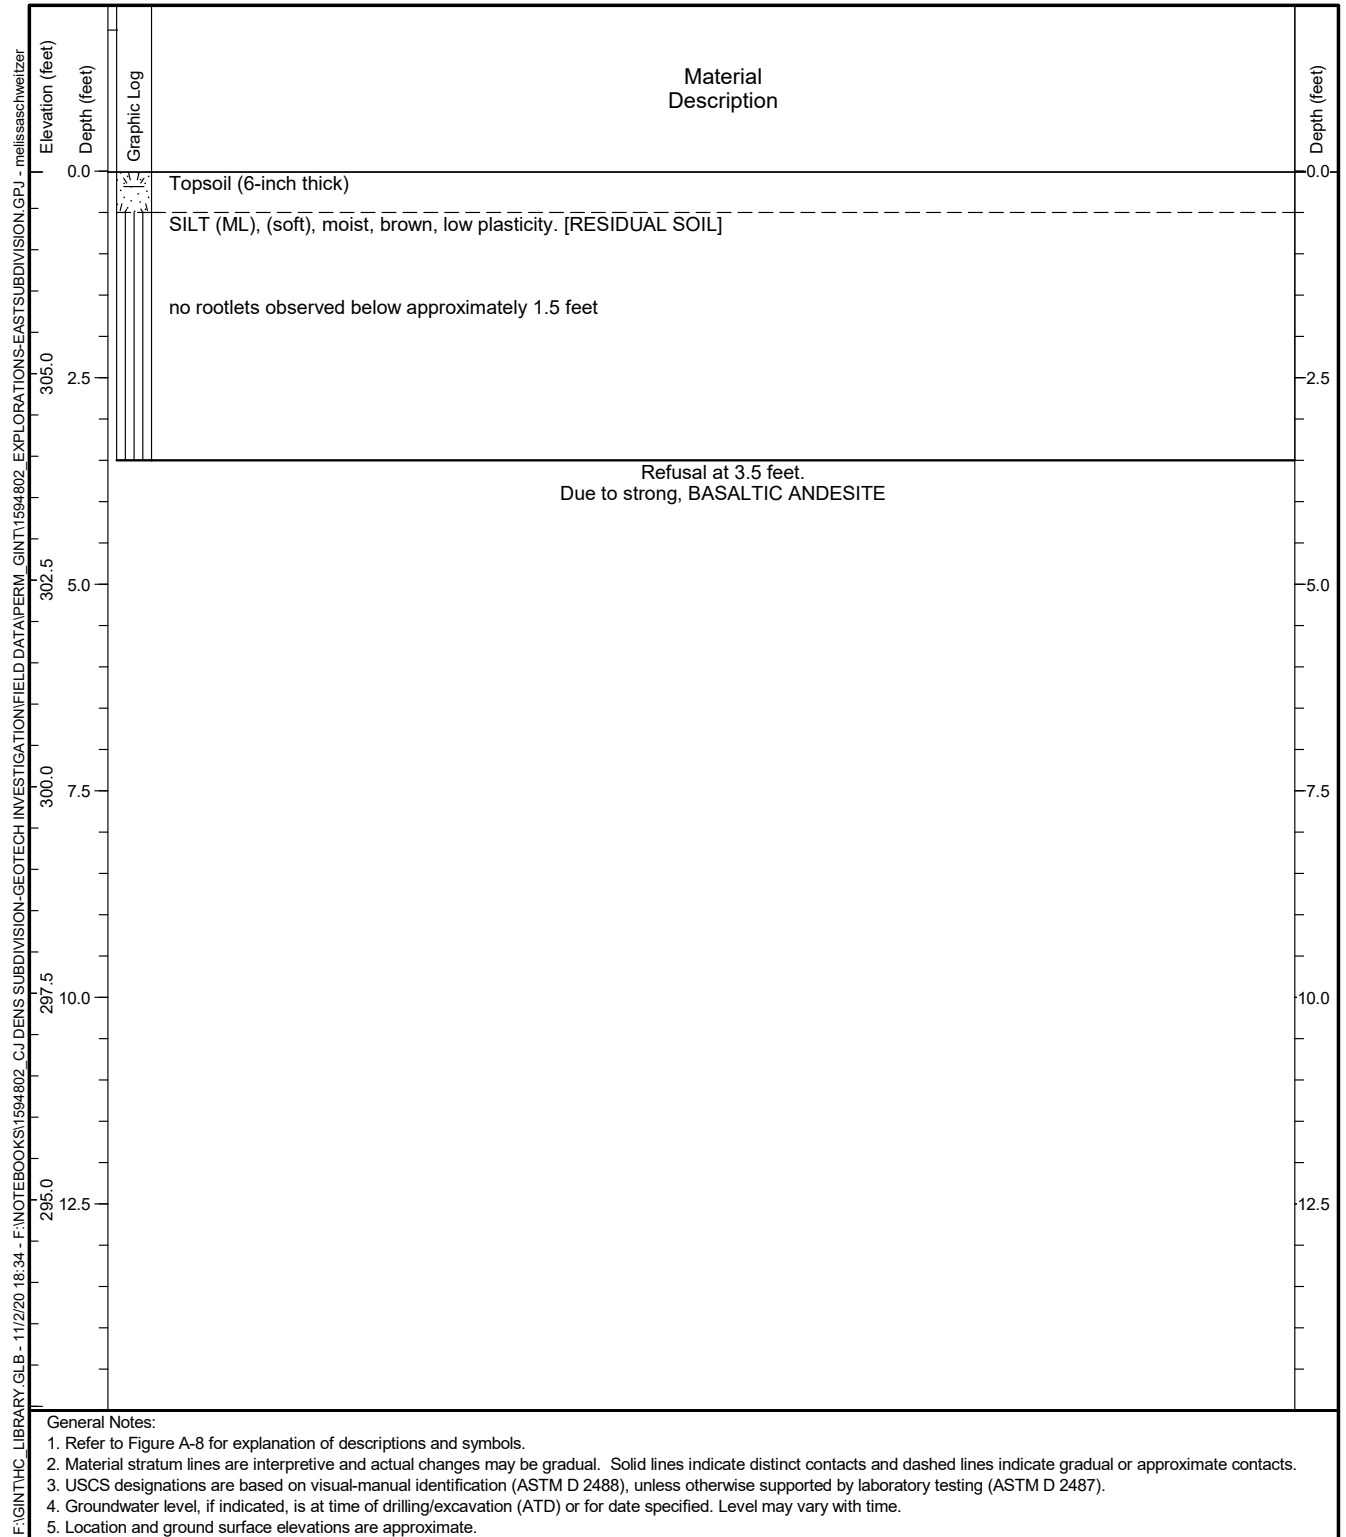 Elevation (feet)
Depth (feet)
Graphic Log
Material
Description
Depth (feet)
0.0
0.0
Topsoil (6-inch thick)
SILT (ML), (soft), moist, brown, low plasticity. [RESIDUAL SOIL]
no rootlets observed below approximately 1.5 feet
305.0
2.5
2.5
Refusal at 3.5 feet.
Due to strong, BASALTIC ANDESITE
302.5
5.0
5.0
300.0
7.5
7.5
297.5
10.0
10.0
295.0
12.5
12.5
General Notes:
1. Refer to Figure A-8 for explanation of descriptions and symbols.
2. Material stratum lines are interpretive and actual changes may be gradual. Solid lines indicate distinct contacts and dashed lines indicate gradual or approximate contacts.
3. USCS designations are based on visual-manual identification (ASTM D 2488), unless otherwise supported by laboratory testing (ASTM D 2487).
4. Groundwater level, if indicated, is at time of drilling/excavation (ATD) or for date specified. Level may vary with time.
5. Location and ground surface elevations are approximate.
F:\GINT\HC_LIBRARY.GLB - 11/2/20 18:34 - F:\NOTEBOOKS\1594802_CJ DENS SUBDIVISION-GEOTECH INVESTIGATION\FIELD DATA\PERM_GINT\1594802_EXPLORATIONS-EASTSUBDIVISION.GPJ - melissaschweitzer